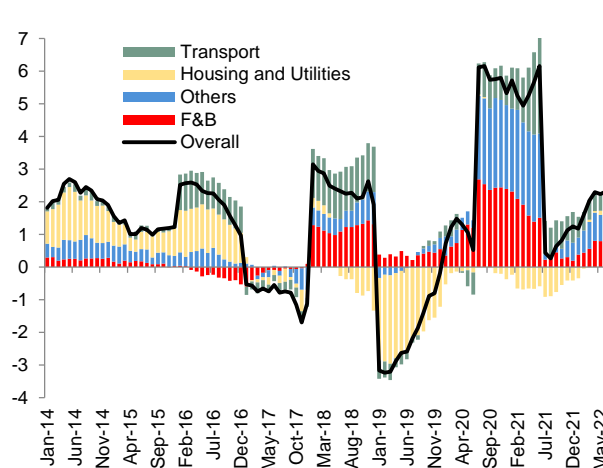 7
6
5
4
3
2
1
0
-1
-2
-3
-4
Transport
Housing and Utilities
Others
F&B
Overall
Jan-14
Jun-14
Nov-14
Apr-15
Sep-15
Feb-16
Jul-16
Dec-16
May-17
Oct-17
Mar-18
Aug-18
Jan-19
Jun-19
Nov-19
Apr-20
Sep-20
Feb-21
Jul-21
Dec-21
May-22